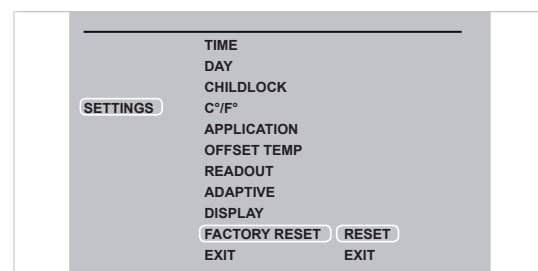 TIME
DAY
CHILDLOCK
SETTINGS C°/F°
APPLICATION
OFFSET TEMP
READOUT
ADAPTIVE
DISPLAY
FACTORY RESET RESET
EXIT EXIT